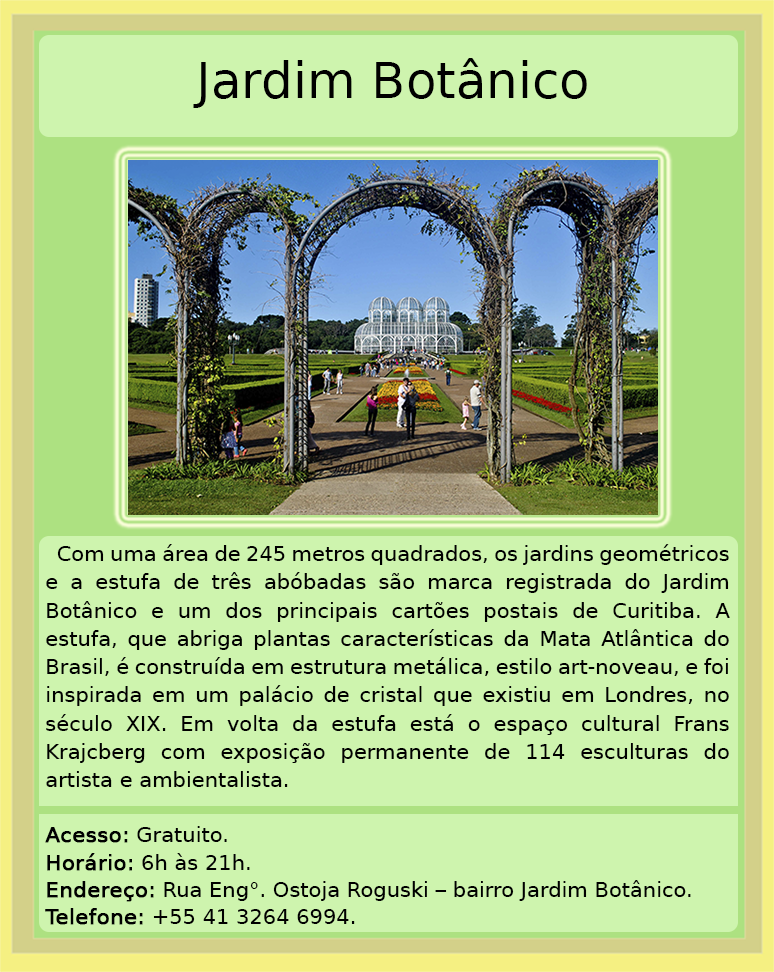 Jardim Botânico
Com uma área de 245 metros quadrados, os jardins geométricos
e a estufa de três abóbadas são marca registrada do Jardim
Botânico e um dos principais cartões postais de Curitiba. A
estufa, que abriga plantas características da Mata Atlântica do
Brasil, é construída em estrutura metálica, estilo art-noveau, e foi
inspirada em um palácio de cristal que existiu em Londres, no
século XIX. Em volta da estufa está o espaço cultural Frans
Krajcberg com exposição permanente de 114 esculturas do
artista e ambientalista.
Acesso: Gratuito.
Horário: 6h às 21h.
Endereço: Rua Engº. Ostoja Roguski – bairro Jardim Botânico.
Telefone: +55 41 3264 6994.